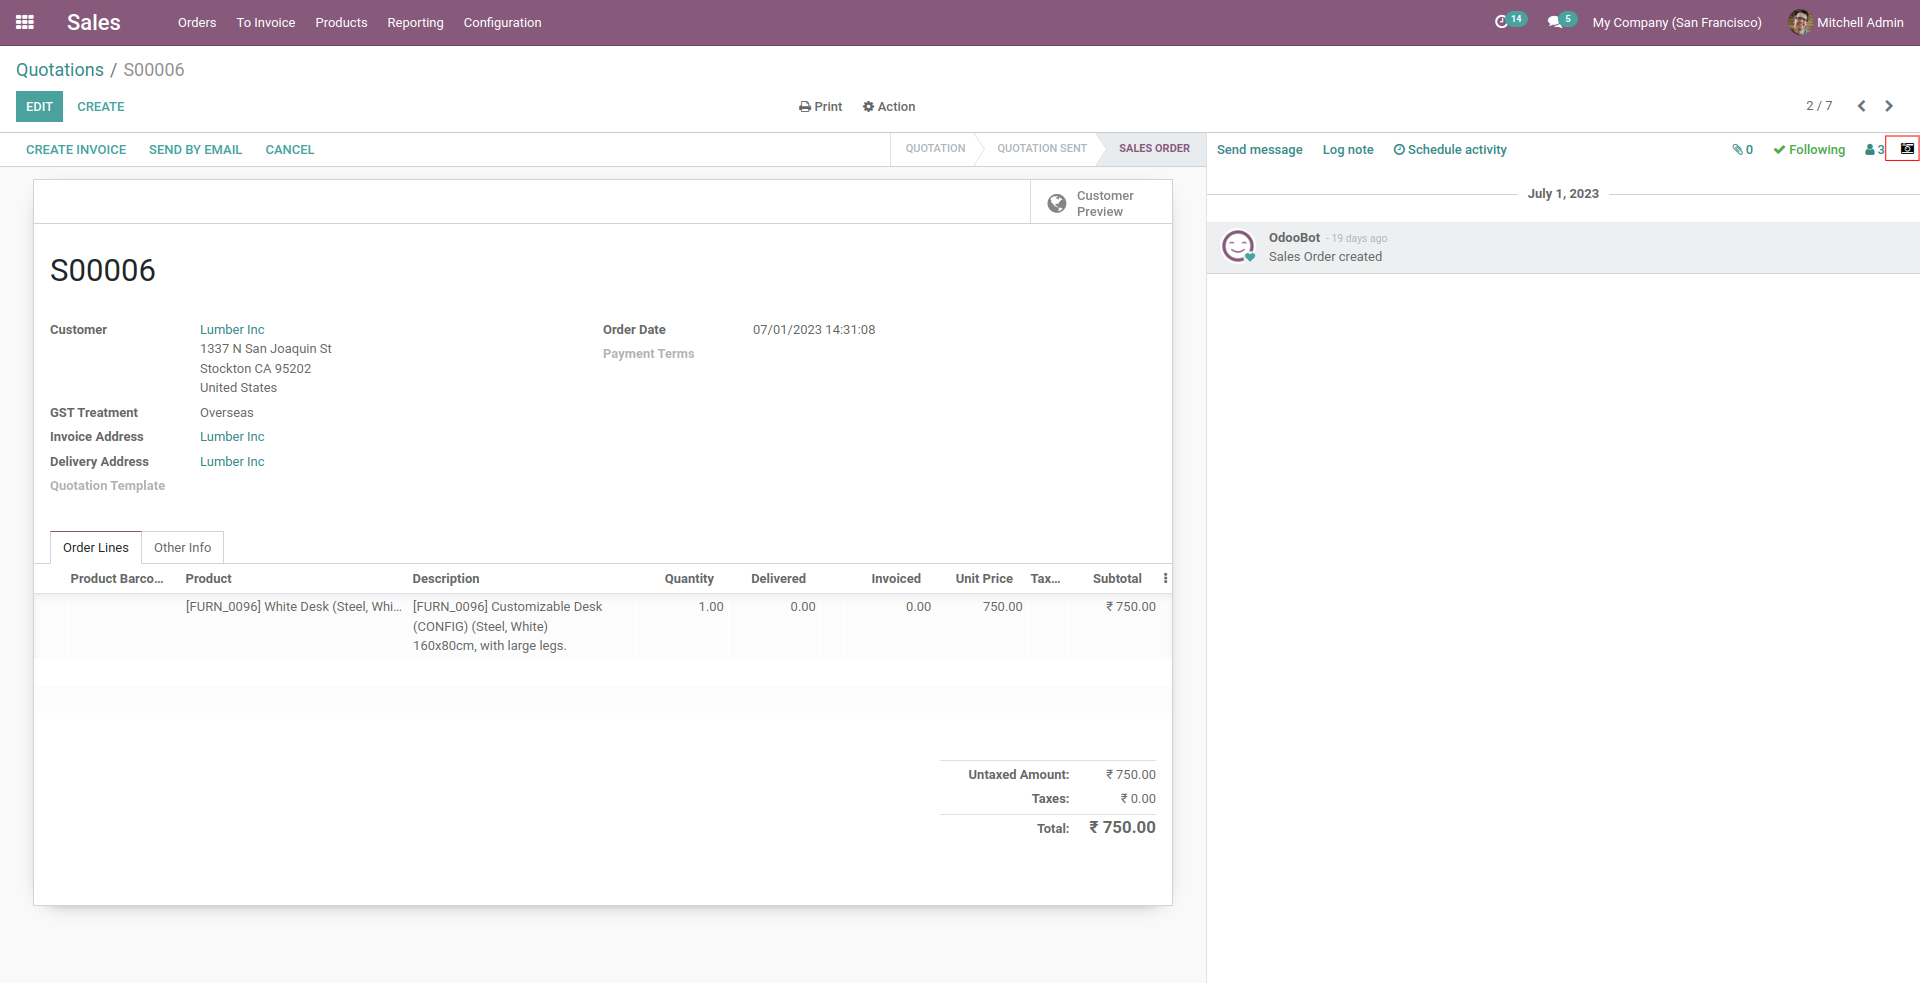 Sales Orders To Invoice Products Reporting Configuration 14 5 My Company (San Francisco) Mitchell Admin
Quotations / S00006
EDIT CREATE Print Action 2 / 7
CREATE INVOICE SEND BY EMAIL CANCEL QUOTATION QUOTATION SENT SALES ORDER Send message Log note Schedule activity 0 Following 3
Customer
Preview
July 1, 2023
OdooBot - 19 days ago
Sales Order created
S00006
Customer Lumber Inc
1337 N San Joaquin St
Stockton CA 95202
United States
Order Date 07/01/2023 14:31:08
Payment Terms
GST Treatment Overseas
Invoice Address Lumber Inc
Delivery Address Lumber Inc
Quotation Template
Order Lines Other Info
Product Barco... Product Description Quantity Delivered Invoiced Unit Price Tax... Subtotal
[FURN_0096] White Desk (Steel, Whi... [FURN_0096] Customizable Desk 1.00 0.00 0.00 750.00 ₹ 750.00
(CONFIG) (Steel, White)
160x80cm, with large legs.
Untaxed Amount: ₹ 750.00
Taxes: ₹ 0.00
Total: ₹ 750.00